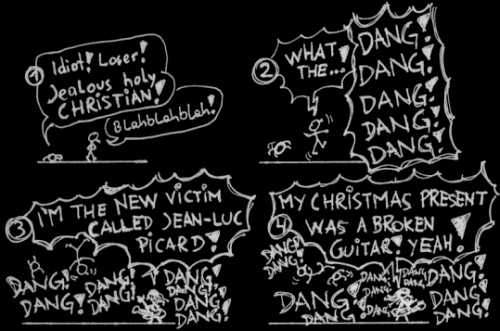 1
Idiot! Loser!
Jealous holy
CHRISTIAN!
Blahblahblah!
2
WHAT
THE...!
DANG!
DANG!
DANG!
DANG!
DANG!
3
I'M THE NEW VICTIM
CALLED JEAN-LUC
PICARD!
DANG!
DANG!
DANG!
DANG!
DANG!
DANG!
DANG!
DANG!
4
MY CHRISTMAS PRESENT
WAS A BROKEN
GUITAR! YEAH!
DANG!
DANG!
DANG!
DANG!
DANG!
DANG!
DANG!
DANG!
DANG!
DANG!
DANG!